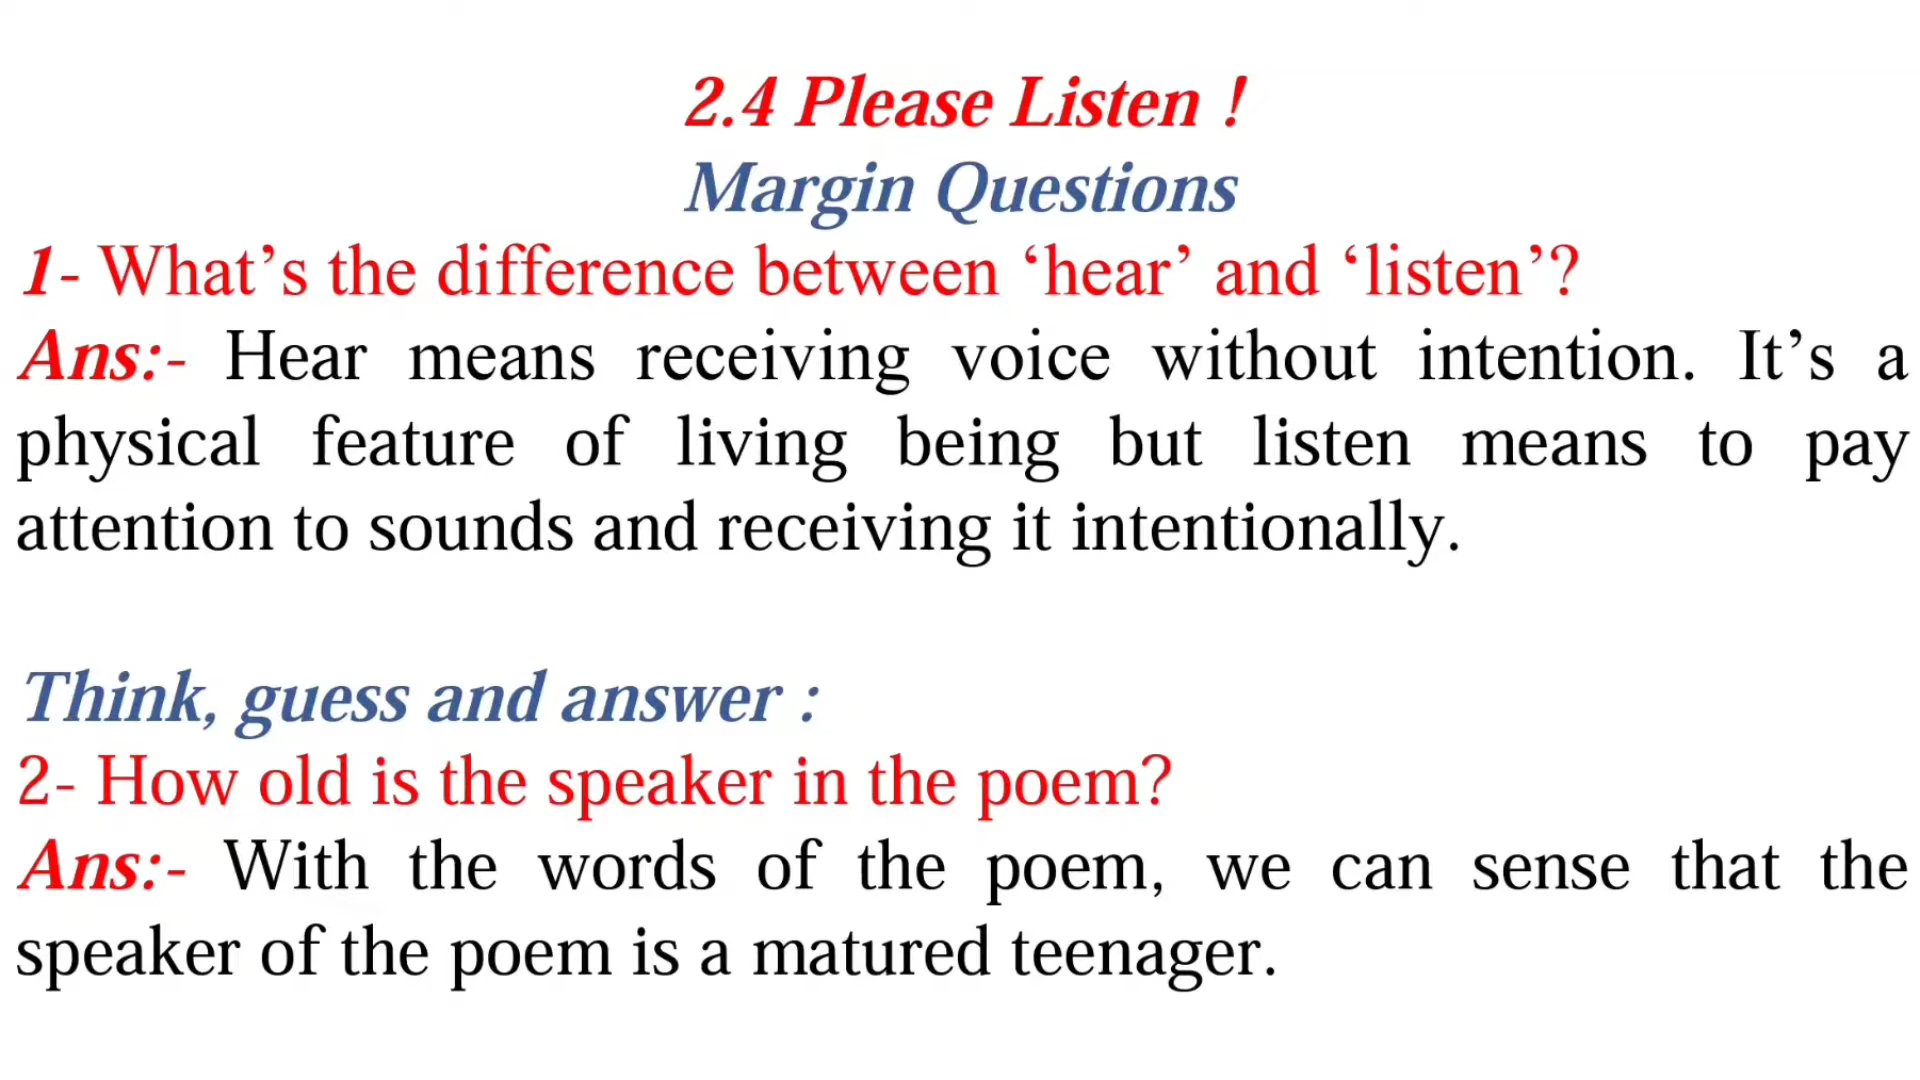 2.4 Please Listen !
Margin Questions
1- What’s the difference between ‘hear’ and ‘listen’?
Ans:- Hear means receiving voice without intention. It’s a
physical feature of living being but listen means to pay
attention to sounds and receiving it intentionally.
Think, guess and answer :
2- How old is the speaker in the poem?
Ans:- With the words of the poem, we can sense that the
speaker of the poem is a matured teenager.